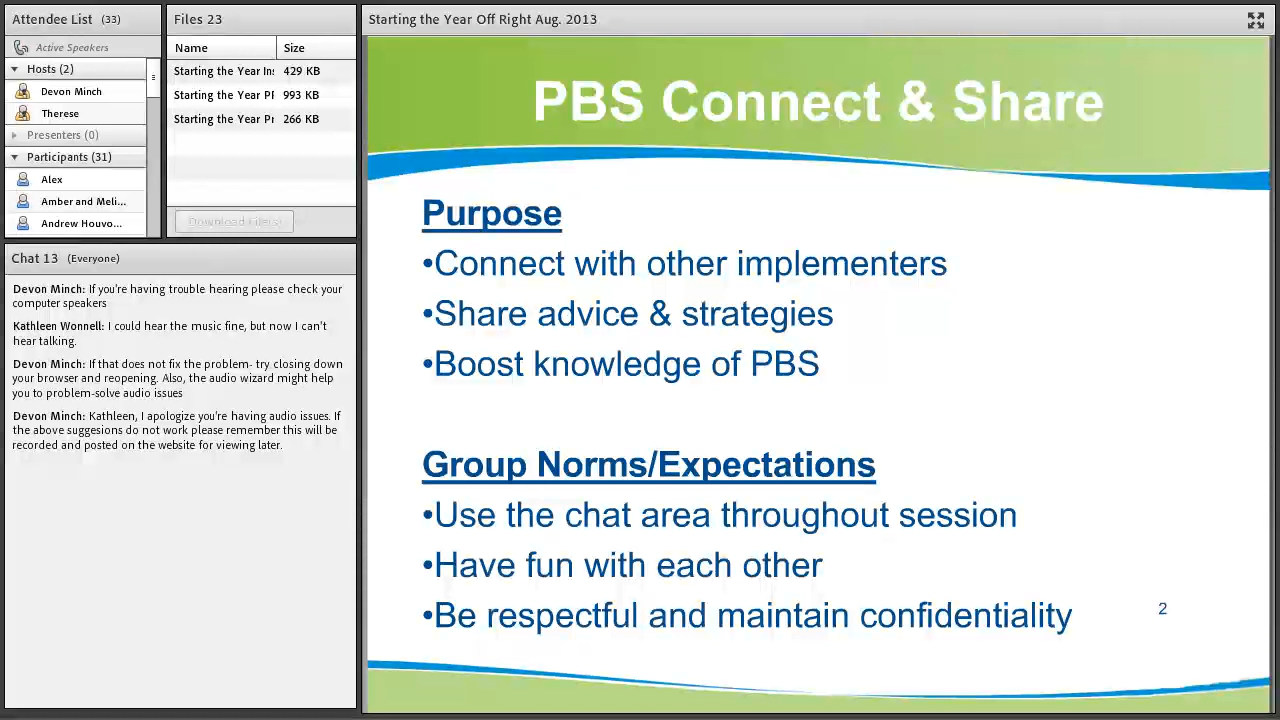 Attendee List (33)
Active Speakers
Hosts (2)
Devon Minch
Therese
Presenters (0)
Participants (31)
Alex
Amber and Meli...
Andrew Houvo...
Files 23
Name Size
Starting the Year In: 429 KB
Starting the Year Pl 993 KB
Starting the Year Pr 266 KB
Download File(s)
Chat 13 (Everyone)
Devon Minch: If you're having trouble hearing please check your
computer speakers
Kathleen Wonnell: I could hear the music fine, but now I can't
hear talking.
Devon Minch: If that does not fix the problem- try closing down
your browser and reopening. Also, the audio wizard might help
you to problem-solve audio issues
Devon Minch: Kathleen, I apologize you're having audio issues. If
the above suggesions do not work please remember this will be
recorded and posted on the website for viewing later.
Starting the Year Off Right Aug. 2013
PBS Connect & Share
Purpose
•Connect with other implementers
•Share advice & strategies
•Boost knowledge of PBS
Group Norms/Expectations
•Use the chat area throughout session
•Have fun with each other
•Be respectful and maintain confidentiality
2